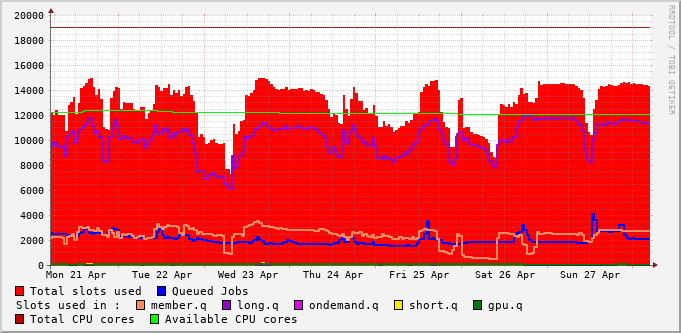 20000
18000
16000
14000
12000
10000
8000
6000
4000
2000
0
Mon 21 Apr Tue 22 Apr Wed 23 Apr Thu 24 Apr Fri 25 Apr Sat 26 Apr Sun 27 Apr
Total slots used Queued Jobs
Slots used in : member.q long.q ondemand.q short.q gpu.q
Total CPU cores Available CPU cores
RRDTOOL / TOBI OETIKER